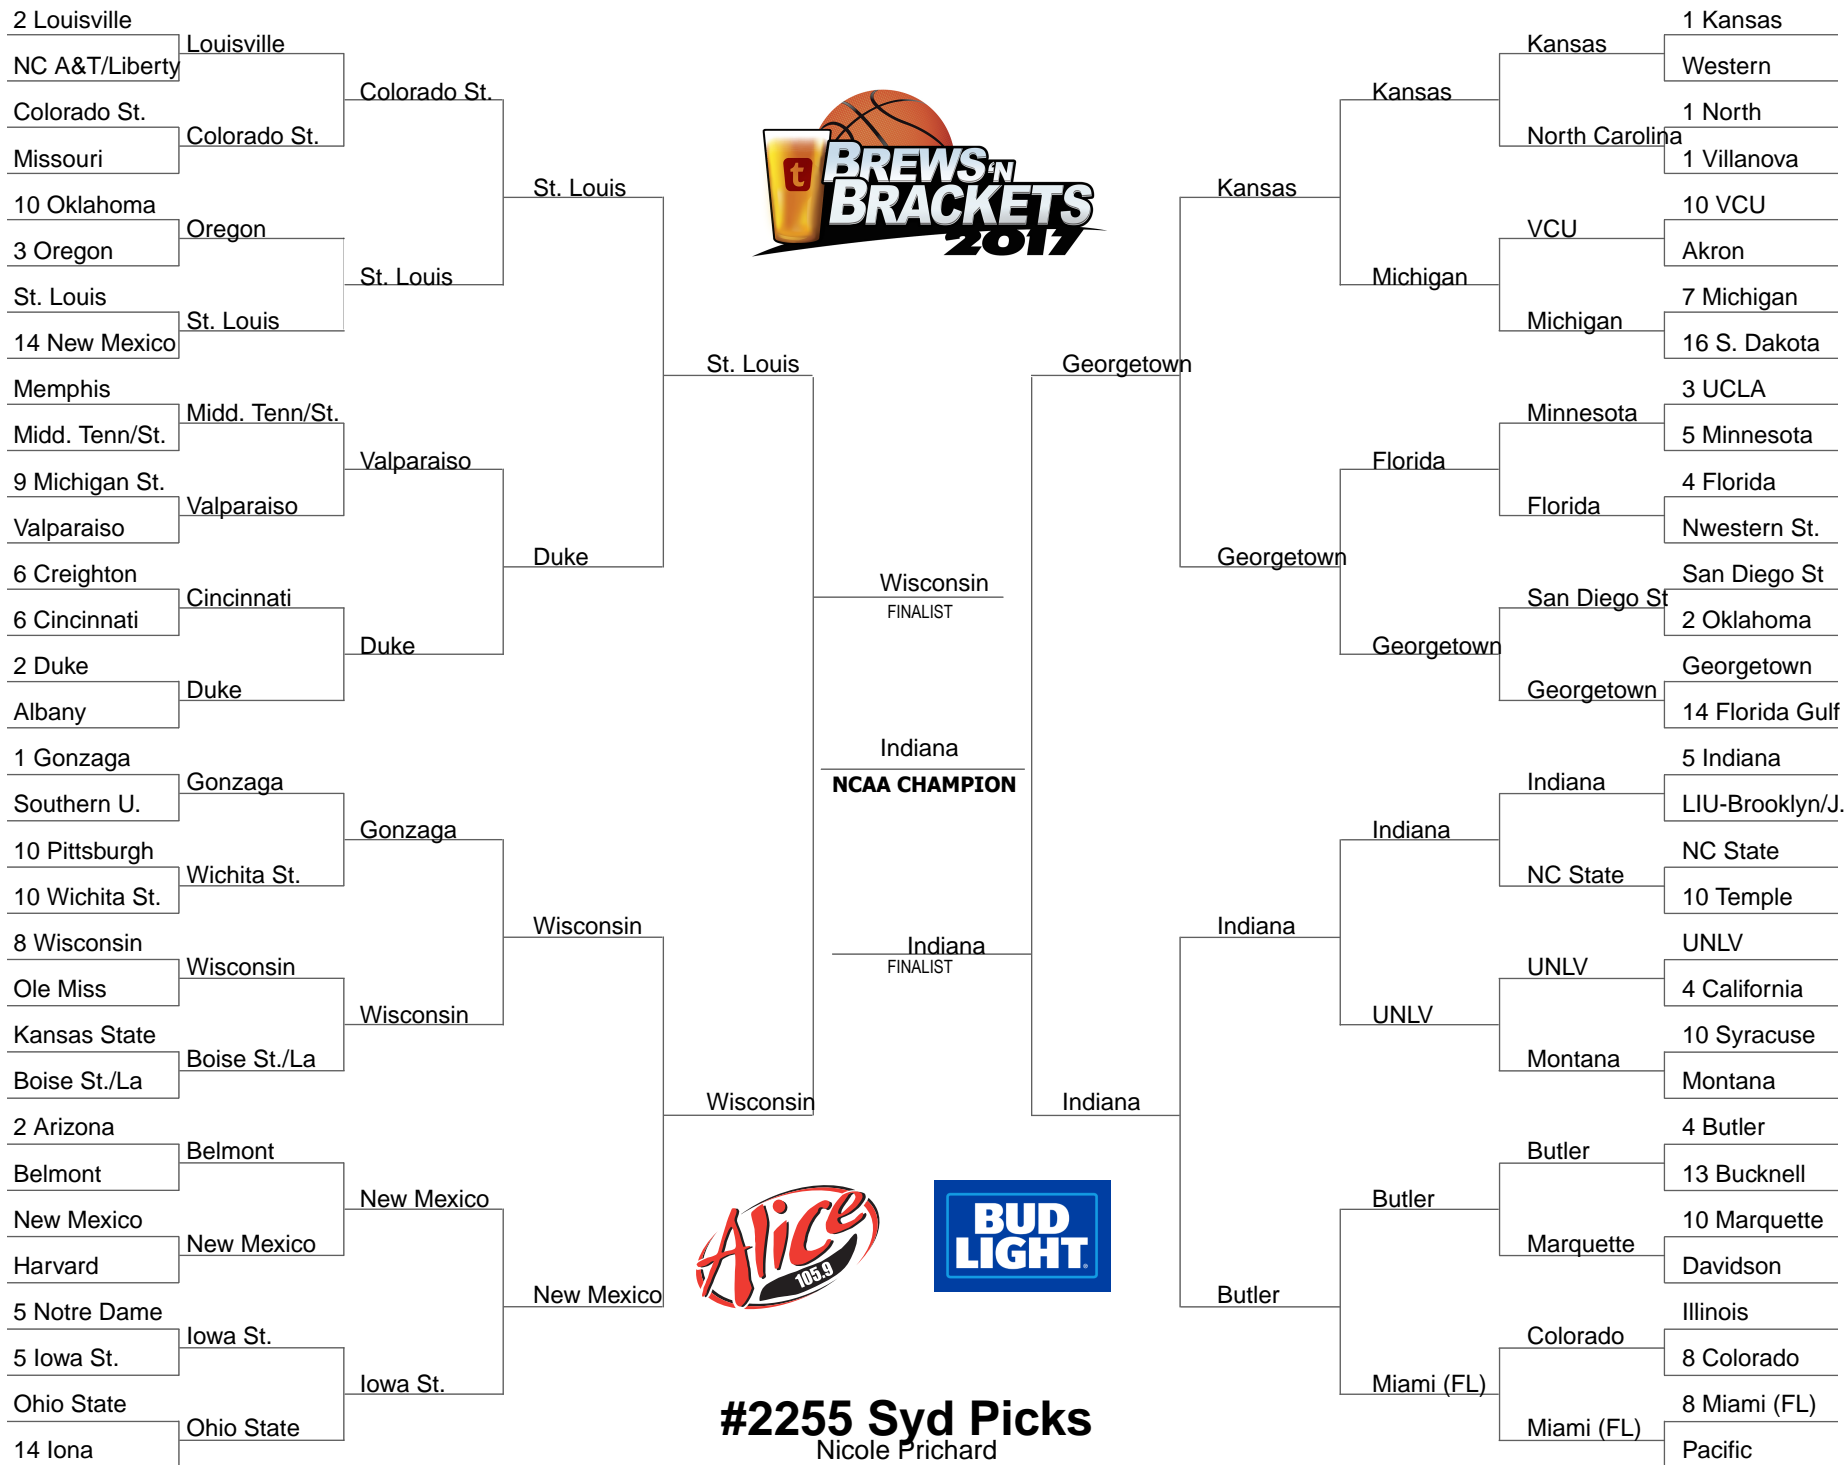 2 Louisville
NC A&T/Liberty
Colorado St.
Missouri
10 Oklahoma
3 Oregon
St. Louis
14 New Mexico
Memphis
Midd. Tenn/St.
9 Michigan St.
Valparaiso
6 Creighton
6 Cincinnati
2 Duke
Albany
1 Gonzaga
Southern U.
10 Pittsburgh
10 Wichita St.
8 Wisconsin
Ole Miss
Kansas State
Boise St./La
2 Arizona
Belmont
New Mexico
Harvard
5 Notre Dame
5 Iowa St.
Ohio State
14 Iona
Louisville
Colorado St.
Oregon
St. Louis
Midd. Tenn/St.
Valparaiso
Cincinnati
Duke
Gonzaga
Wichita St.
Wisconsin
Boise St./La
Belmont
New Mexico
Iowa St.
Ohio State
Colorado St.
St. Louis
Valparaiso
Duke
Gonzaga
Wisconsin
New Mexico
Iowa St.
St. Louis
Duke
Wisconsin
New Mexico
St. Louis
Wisconsin
t
BREWS 'N
BRACKETS
2017
Wisconsin
FINALIST
Indiana
NCAA CHAMPION
Indiana
FINALIST
Alice
105.9
BUD
LIGHT
#2255 Syd Picks
Nicole Prichard
Georgetown
Indiana
Kansas
Georgetown
Indiana
Butler
Kansas
Michigan
Florida
Georgetown
Indiana
UNLV
Butler
Miami (FL)
Kansas
North Carolina
VCU
Michigan
Minnesota
Florida
San Diego St
Georgetown
Indiana
NC State
UNLV
Montana
Butler
Marquette
Colorado
Miami (FL)
1 Kansas
Western
1 North
1 Villanova
10 VCU
Akron
7 Michigan
16 S. Dakota
3 UCLA
5 Minnesota
4 Florida
Nwestern St.
San Diego St
2 Oklahoma
Georgetown
14 Florida Gulf
5 Indiana
LIU-Brooklyn/J.
NC State
10 Temple
UNLV
4 California
10 Syracuse
Montana
4 Butler
13 Bucknell
10 Marquette
Davidson
Illinois
8 Colorado
8 Miami (FL)
Pacific